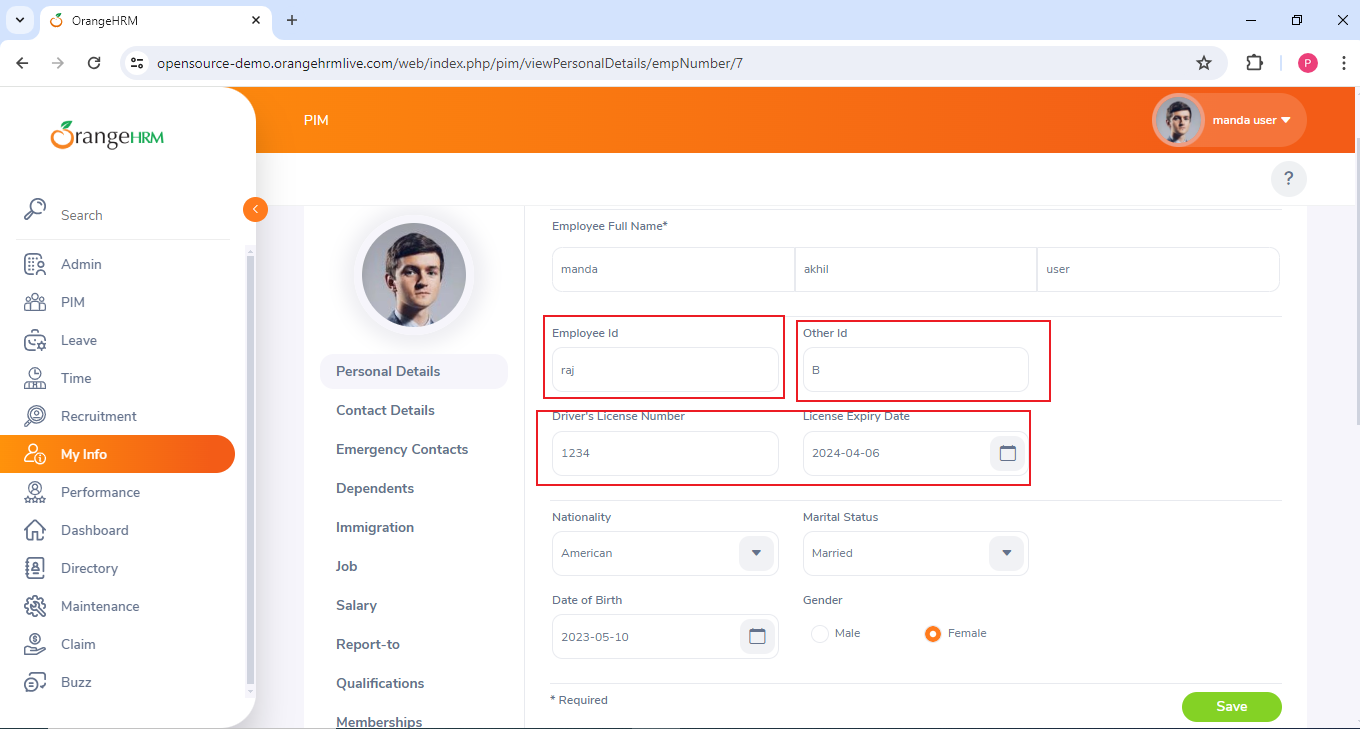 OrangeHRM
opensource-demo.orangehrmlive.com/web/index.php/pim/viewPersonalDetails/empNumber/7
P
OrangeHRM
PIM
manda user
?
Search
Admin
PIM
Leave
Time
Recruitment
My Info
Performance
Dashboard
Directory
Maintenance
Claim
Buzz
Personal Details
Contact Details
Emergency Contacts
Dependents
Immigration
Job
Salary
Report-to
Qualifications
Memberships
Employee Full Name*
manda akhil user
Employee Id Other Id
raj B
Driver's License Number License Expiry Date
1234 2024-04-06
Nationality Marital Status
American Married
Date of Birth Gender
2023-05-10 Male Female
* Required
Save